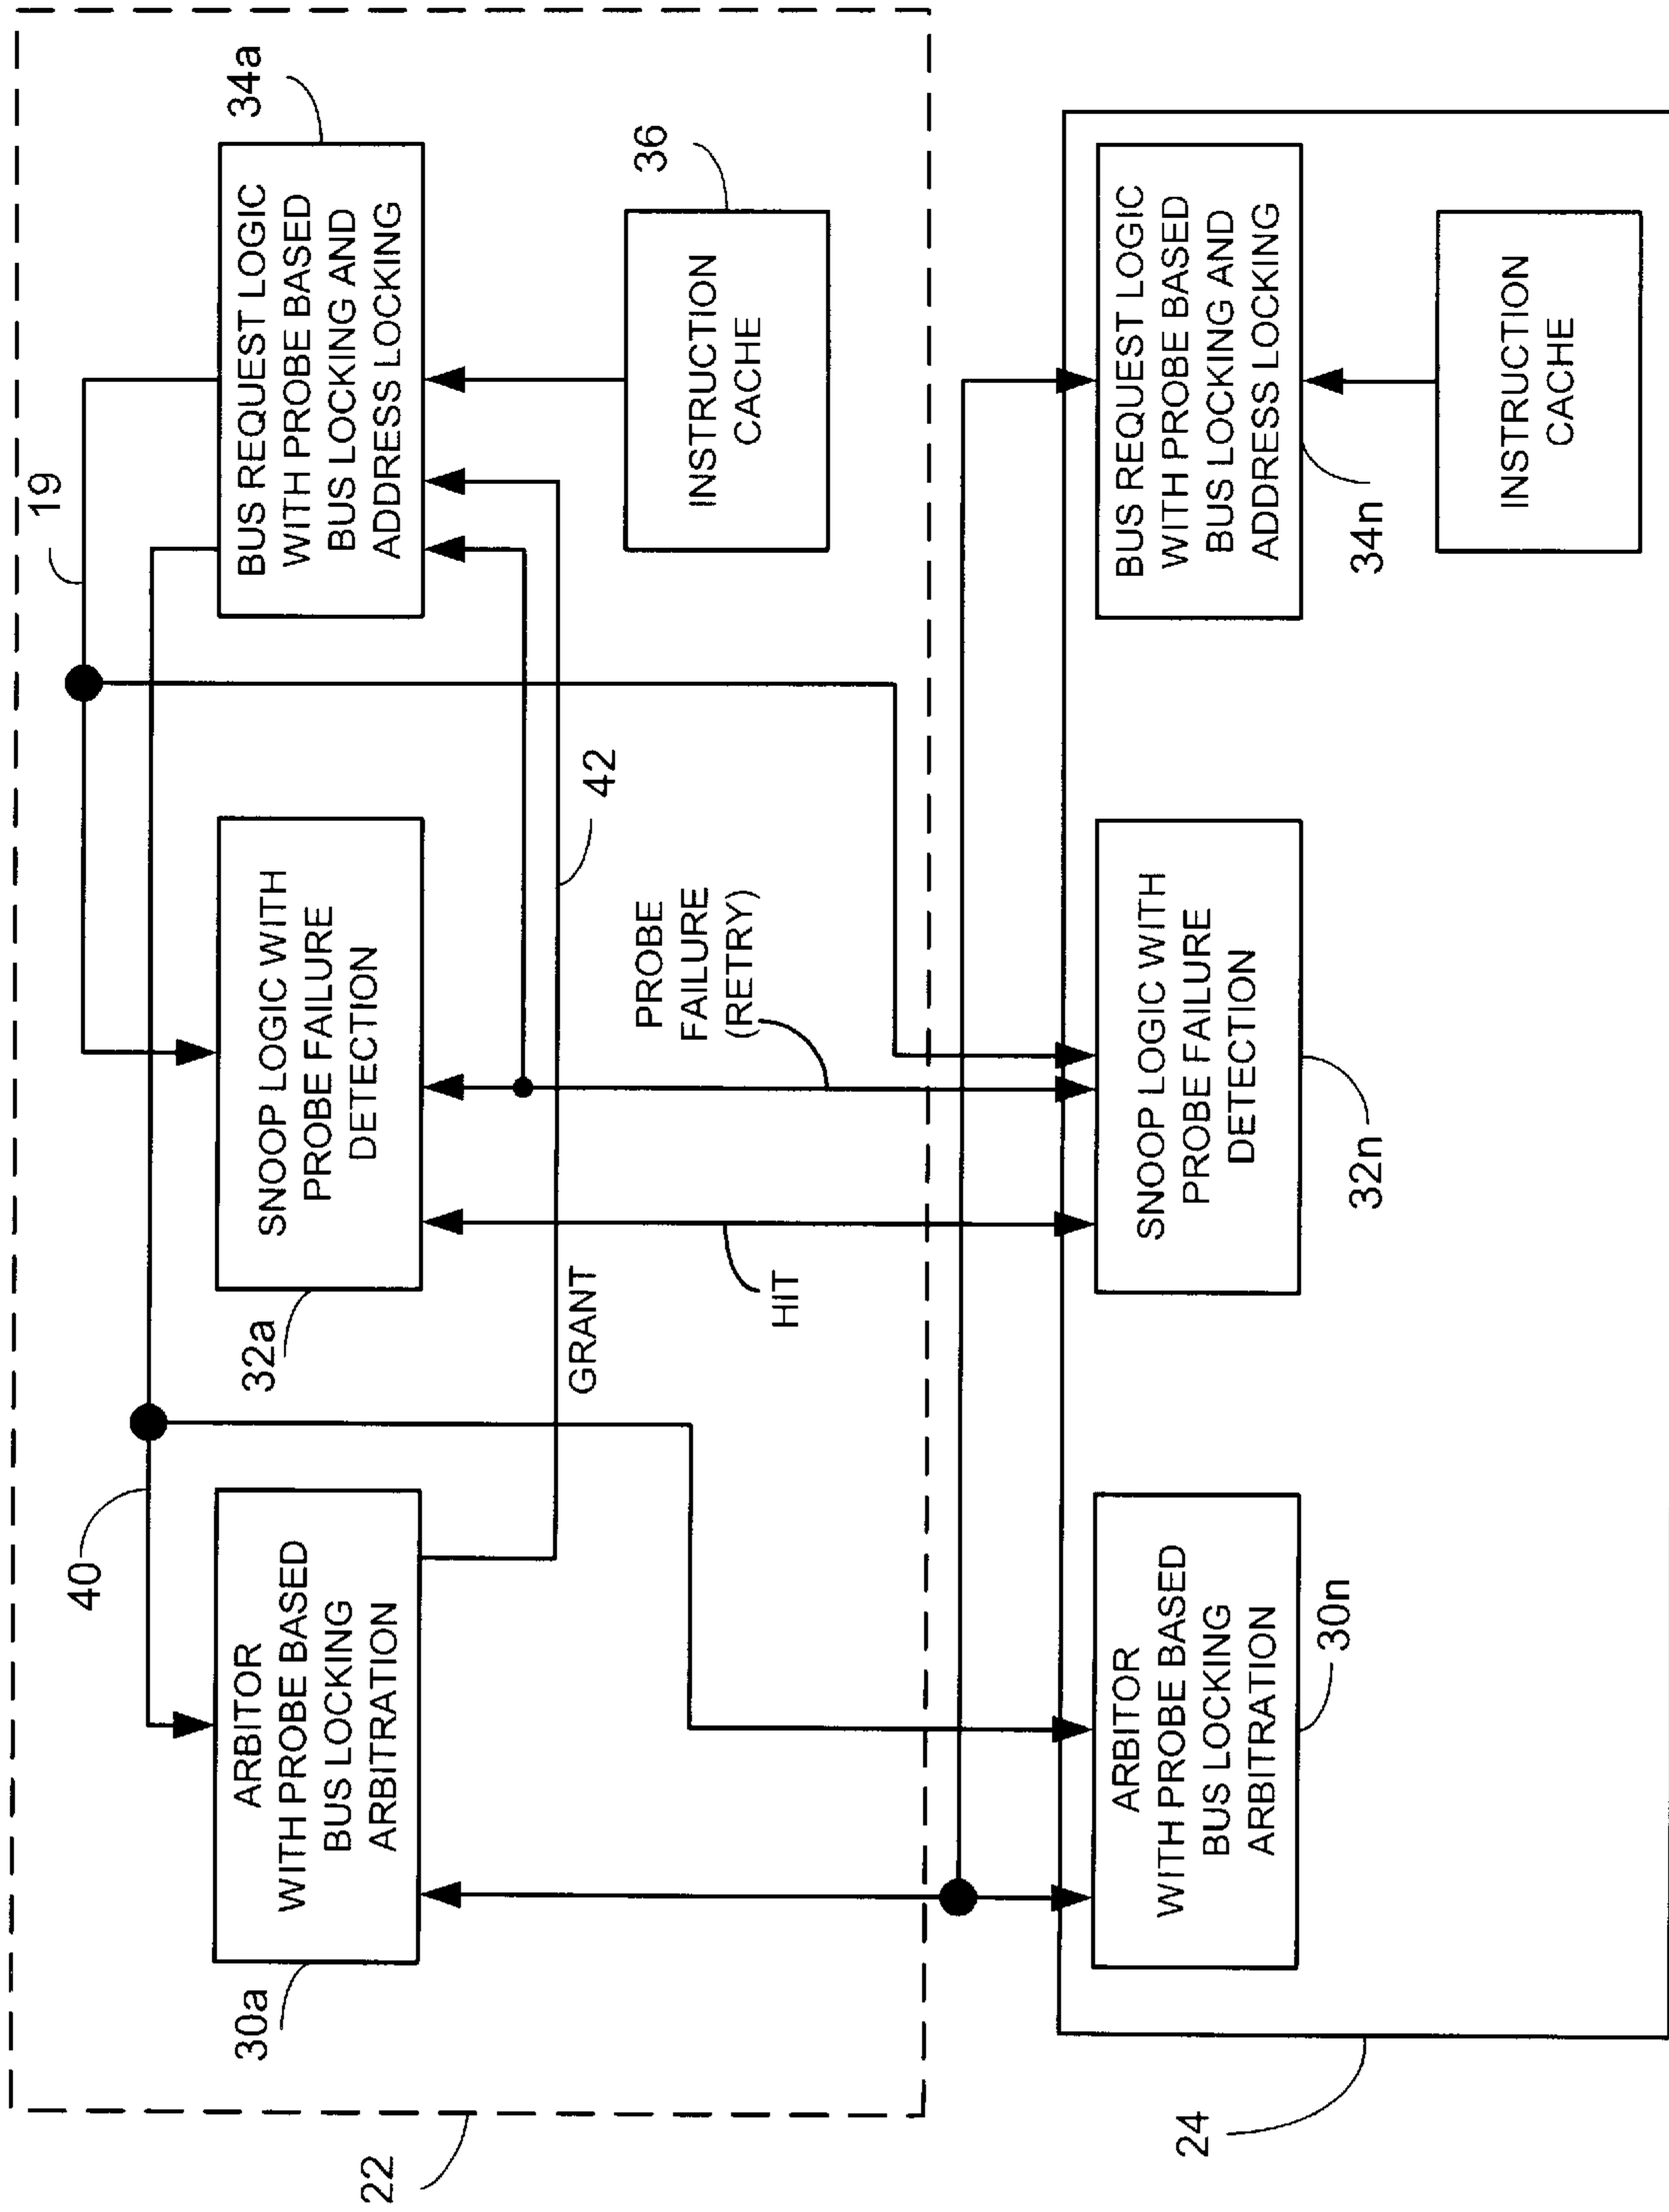 22
30a
ARBITOR
WITH PROBE BASED
BUS LOCKING
ARBITRATION
40
GRANT
32a
SNOOP LOGIC WITH
PROBE FAILURE
DETECTION
42
19
34a
BUS REQUEST LOGIC
WITH PROBE BASED
BUS LOCKING AND
ADDRESS LOCKING
36
INSTRUCTION
CACHE
HIT
PROBE
FAILURE
(RETRY)
24
ARBITOR
WITH PROBE BASED
BUS LOCKING
ARBITRATION
30n
SNOOP LOGIC WITH
PROBE FAILURE
DETECTION
32n
BUS REQUEST LOGIC
WITH PROBE BASED
BUS LOCKING AND
ADDRESS LOCKING
34n
INSTRUCTION
CACHE